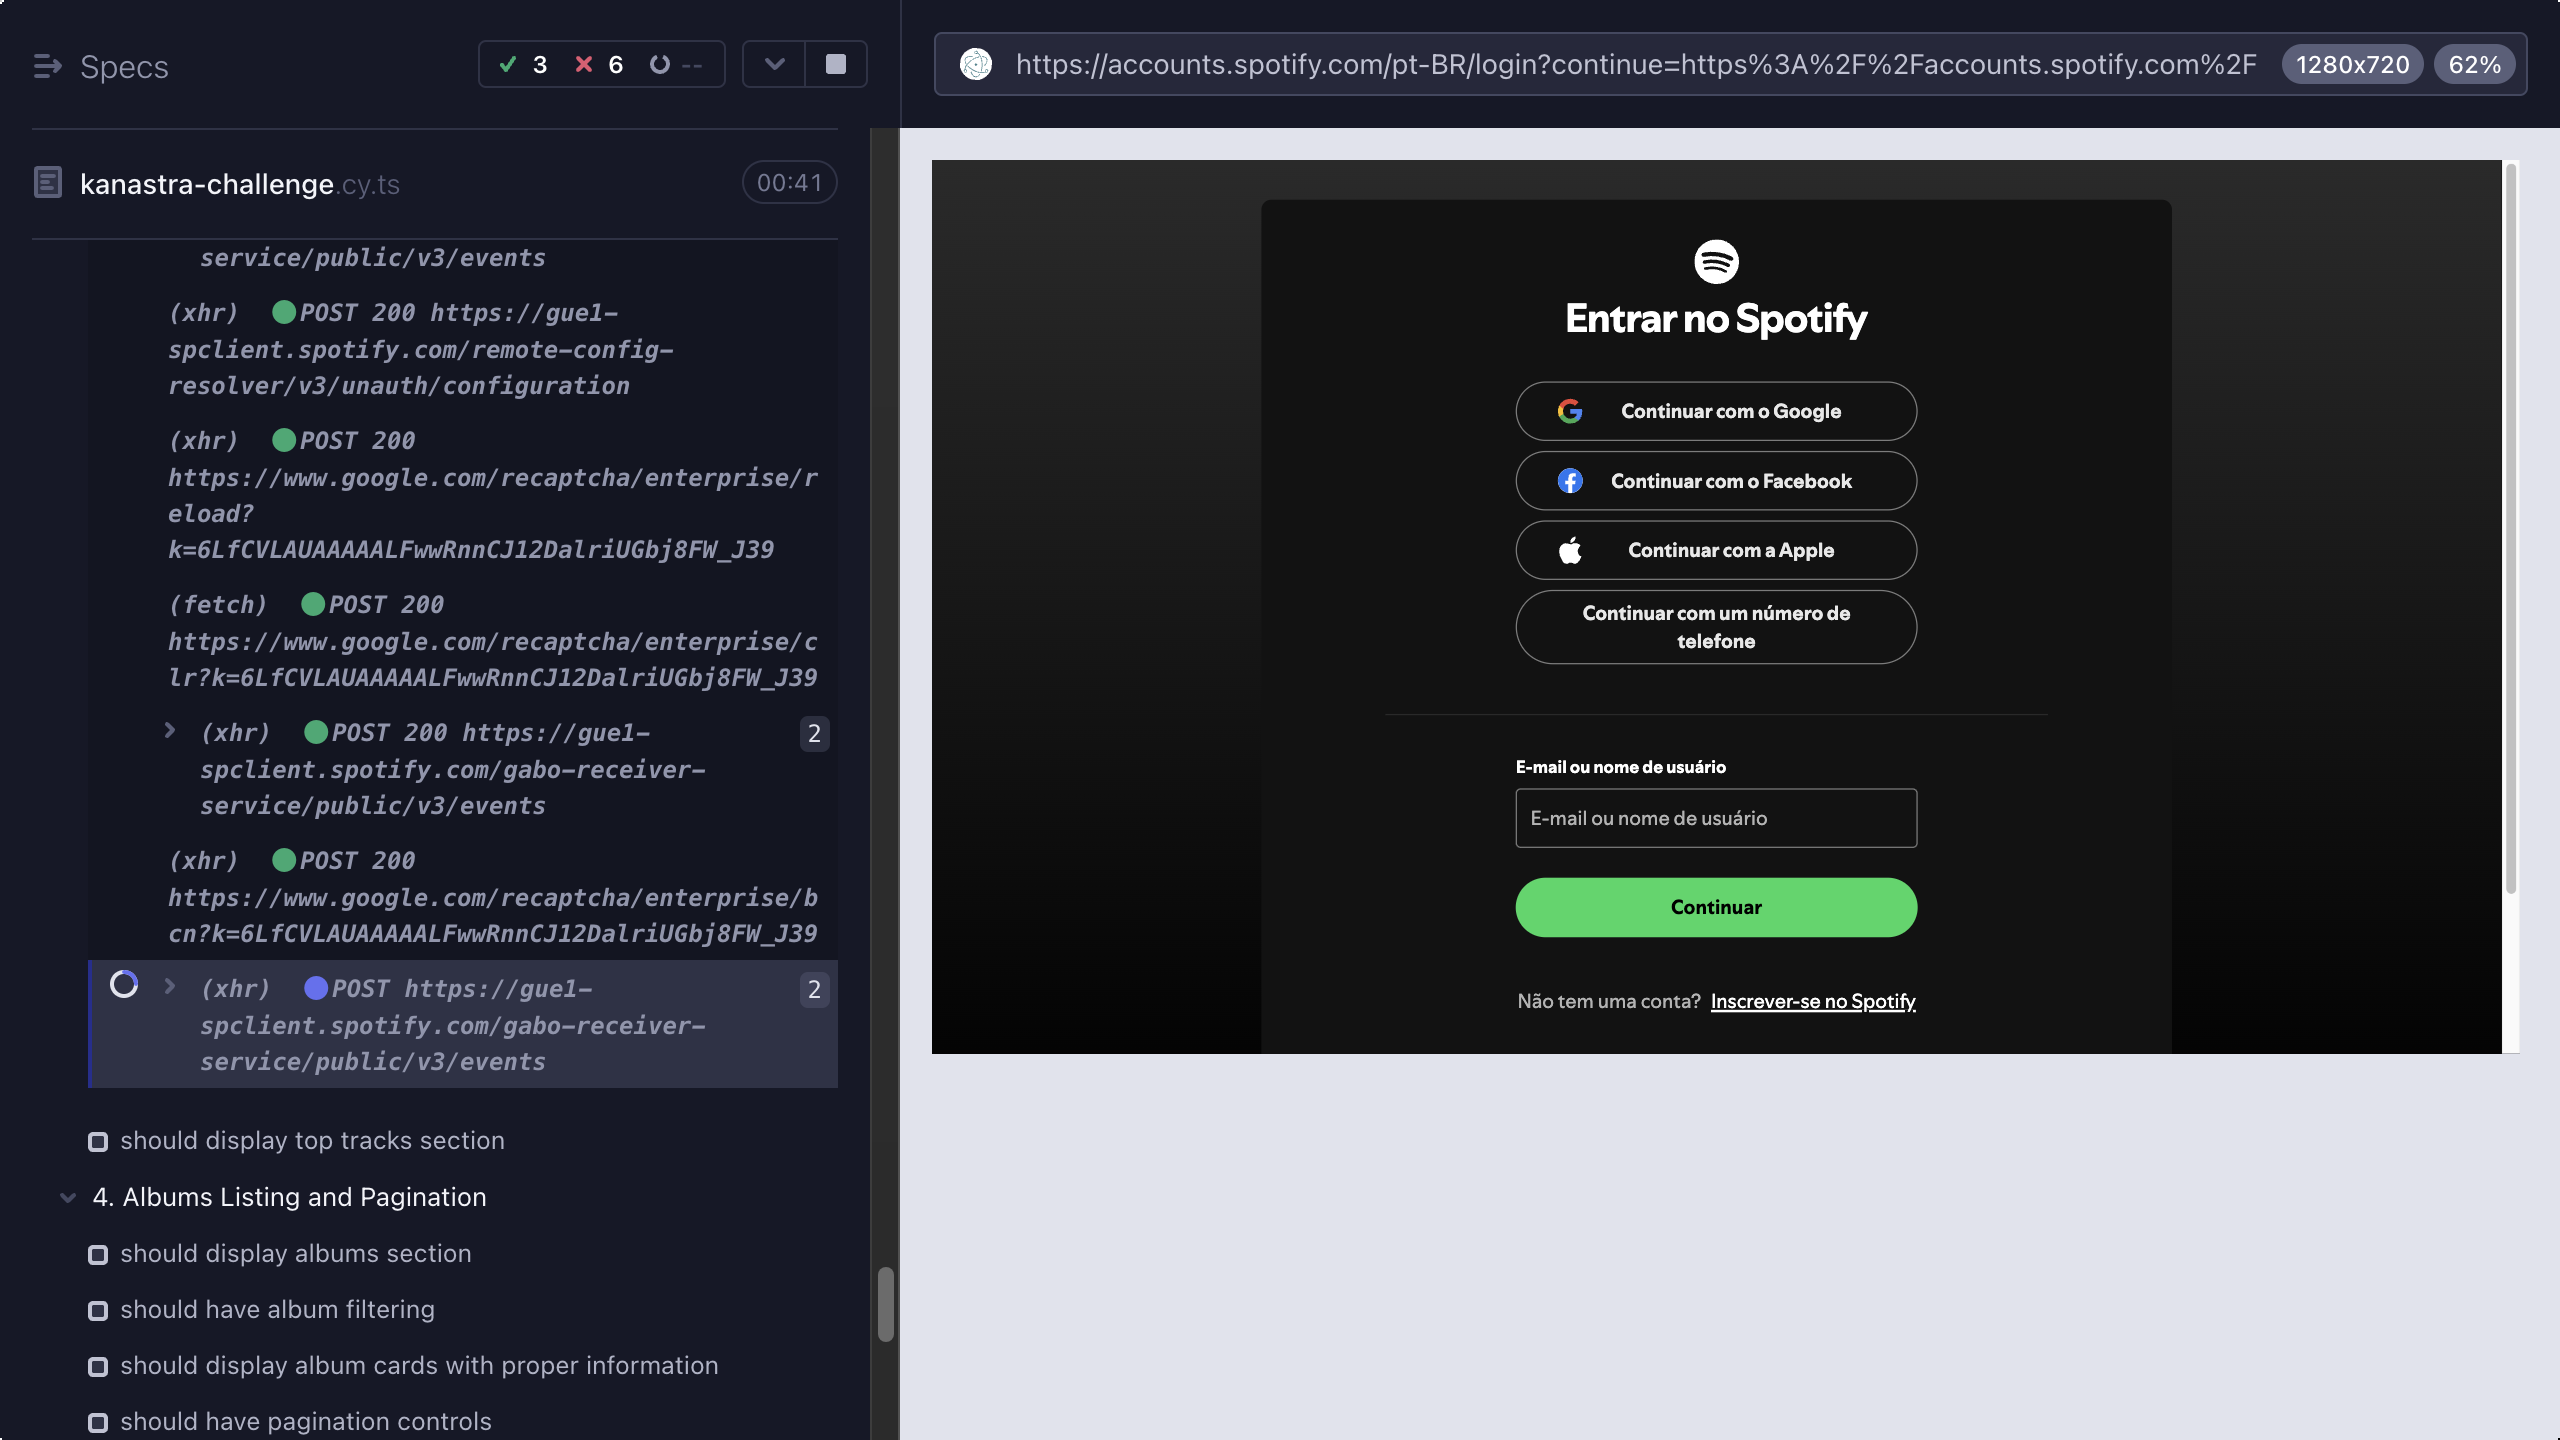 Specs
3 6 --
kanastra-challenge.cy.ts
00:41
service/public/v3/events
(xhr) POST 200 https://gue1-
spclient.spotify.com/remote-config-
resolver/v3/unauth/configuration
(xhr) POST 200
https://www.google.com/recaptcha/enterprise/r
eload?
k=6LfCVLAUAAAAALFwwRnnCJ12DalriUGbj8FW_J39
(fetch) POST 200
https://www.google.com/recaptcha/enterprise/c
lr?k=6LfCVLAUAAAAALFwwRnnCJ12DalriUGbj8FW_J39
(xhr) POST 200 https://gue1- 2
spclient.spotify.com/gabo-receiver-
service/public/v3/events
(xhr) POST 200
https://www.google.com/recaptcha/enterprise/b
cn?k=6LfCVLAUAAAAALFwwRnnCJ12DalriUGbj8FW_J39
(xhr) POST https://gue1- 2
spclient.spotify.com/gabo-receiver-
service/public/v3/events
should display top tracks section
4. Albums Listing and Pagination
should display albums section
should have album filtering
should display album cards with proper information
should have pagination controls
https://accounts.spotify.com/pt-BR/login?continue=https%3A%2F%2Faccounts.spotify.com%2F
1280x720
62%
Entrar no Spotify
Continuar com o Google
Continuar com o Facebook
Continuar com a Apple
Continuar com um número de
telefone
E-mail ou nome de usuário
E-mail ou nome de usuário
Continuar
Não tem uma conta? Inscrever-se no Spotify